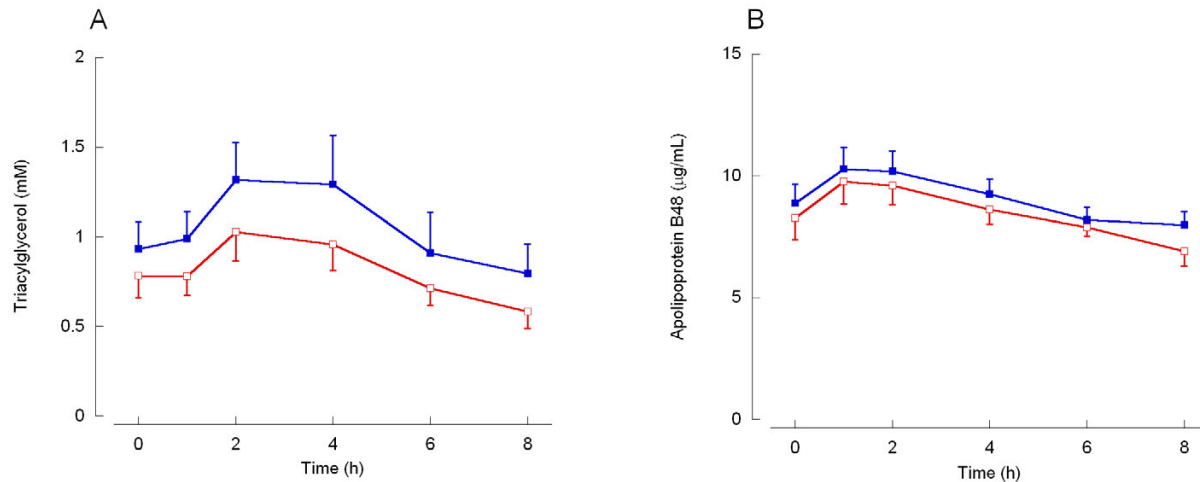 A
2
1.5
1
0.5
0
Triacylglycerol (mM)
0 2 4 6 8
Time (h)
B
15
10
5
0
Apolipoprotein B48 (µg/mL)
0 2 4 6 8
Time (h)